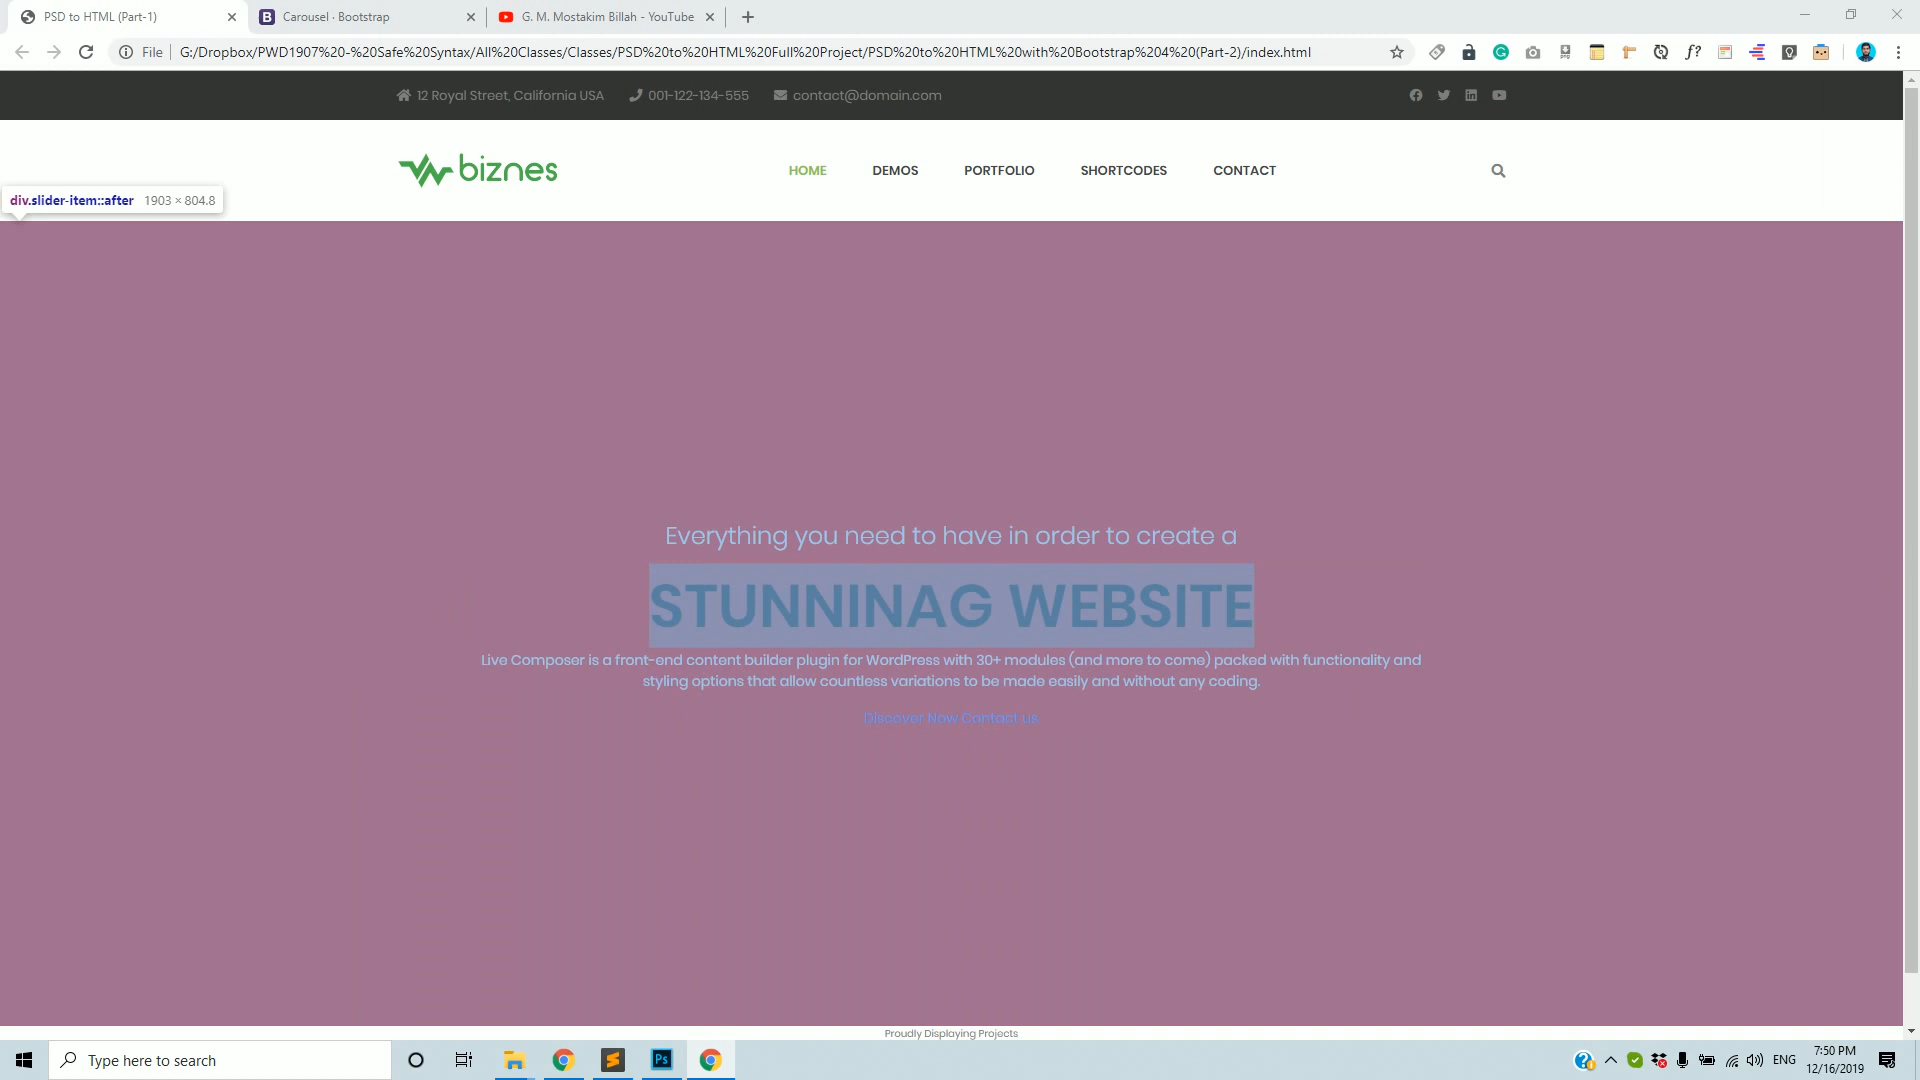 PSD to HTML (Part-1)
Carousel · Bootstrap
G. M. Mostakim Billah - YouTube
File
G:/Dropbox/PWD1907%20-%20Safe%20Syntax/All%20Classes/Classes/PSD%20to%20HTML%20Full%20Project/PSD%20to%20HTML%20with%20Bootstrap%204%20(Part-2)/index.html
12 Royal Street, California USA 001-122-134-555 contact@domain.com
biznes
HOME DEMOS PORTFOLIO SHORTCODES CONTACT
div.slider-item::after 1903 × 804.8
Everything you need to have in order to create a
STUNNINAG WEBSITE
Live Composer is a front-end content builder plugin for WordPress with 30+ modules (and more to come) packed with functionality and
styling options that allow countless variations to be made easily and without any coding.
Discover Now Contact us
Proudly Displaying Projects
Type here to search
Ps
ENG
7:50 PM
12/16/2019